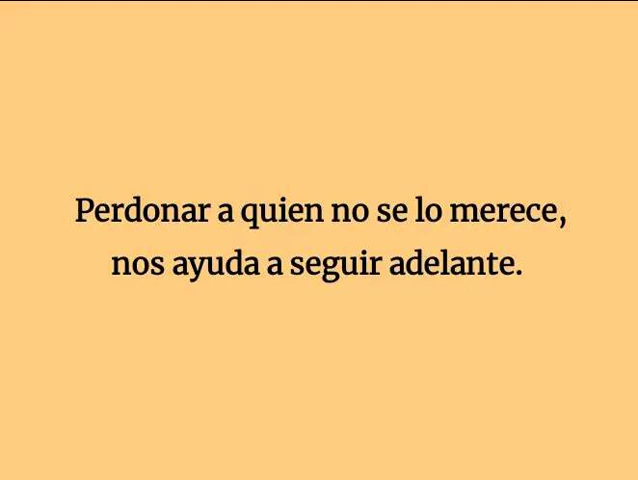 Perdonar a quien no se lo merece,
nos ayuda a seguir adelante.